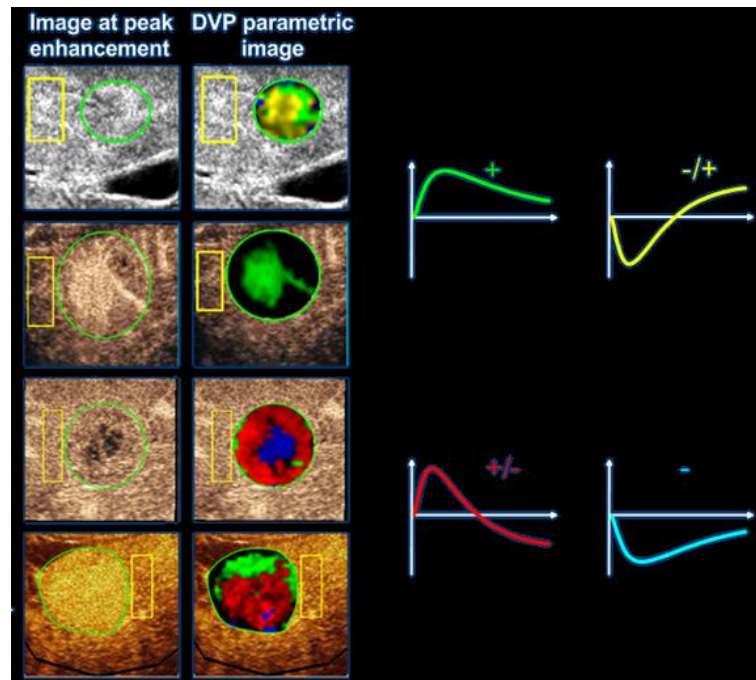 Image at peak
enhancement
DVP parametric
image
+
-/+
+/-
-